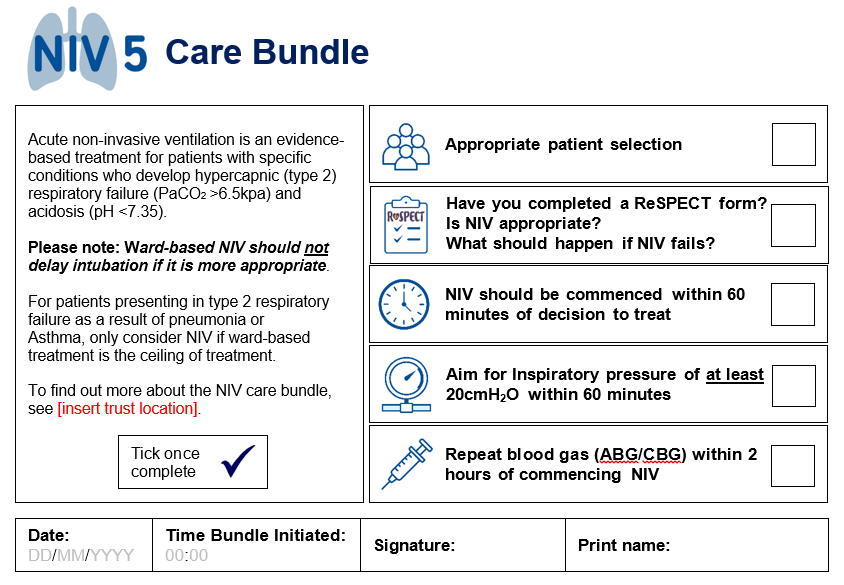 NIV 5 Care Bundle
Acute non-invasive ventilation is an evidence-
based treatment for patients with specific
conditions who develop hypercapnic (type 2)
respiratory failure (PaCO₂ >6.5kpa) and
acidosis (pH <7.35).
Please note: Ward-based NIV should not
delay intubation if it is more appropriate.
For patients presenting in type 2 respiratory
failure as a result of pneumonia or
Asthma, only consider NIV if ward-based
treatment is the ceiling of treatment.
To find out more about the NIV care bundle,
see [insert trust location].
Tick once
complete
Appropriate patient selection
ReSPECT
Have you completed a ReSPECT form?
Is NIV appropriate?
What should happen if NIV fails?
NIV should be commenced within 60
minutes of decision to treat
Aim for Inspiratory pressure of at least
20cmH₂O within 60 minutes
Repeat blood gas (ABG/CBG) within 2
hours of commencing NIV
Date:
DD/MM/YYYY
Time Bundle Initiated:
00:00
Signature:
Print name: